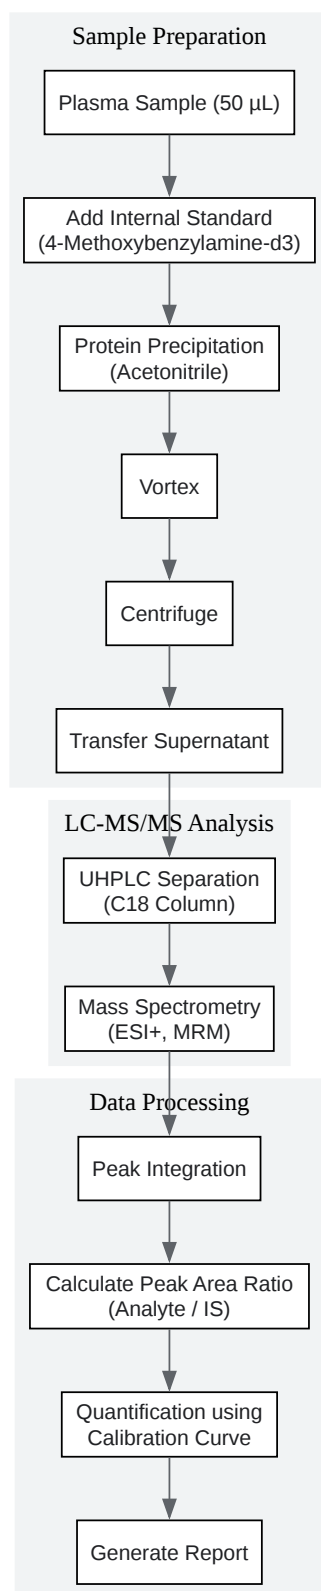 Sample Preparation
Plasma Sample (50 µL)
Add Internal Standard
(4-Methoxybenzylamine-d3)
Protein Precipitation
(Acetonitrile)
Vortex
Centrifuge
Transfer Supernatant
LC-MS/MS Analysis
UHPLC Separation
(C18 Column)
Mass Spectrometry
(ESI+, MRM)
Data Processing
Peak Integration
Calculate Peak Area Ratio
(Analyte / IS)
Quantification using
Calibration Curve
Generate Report